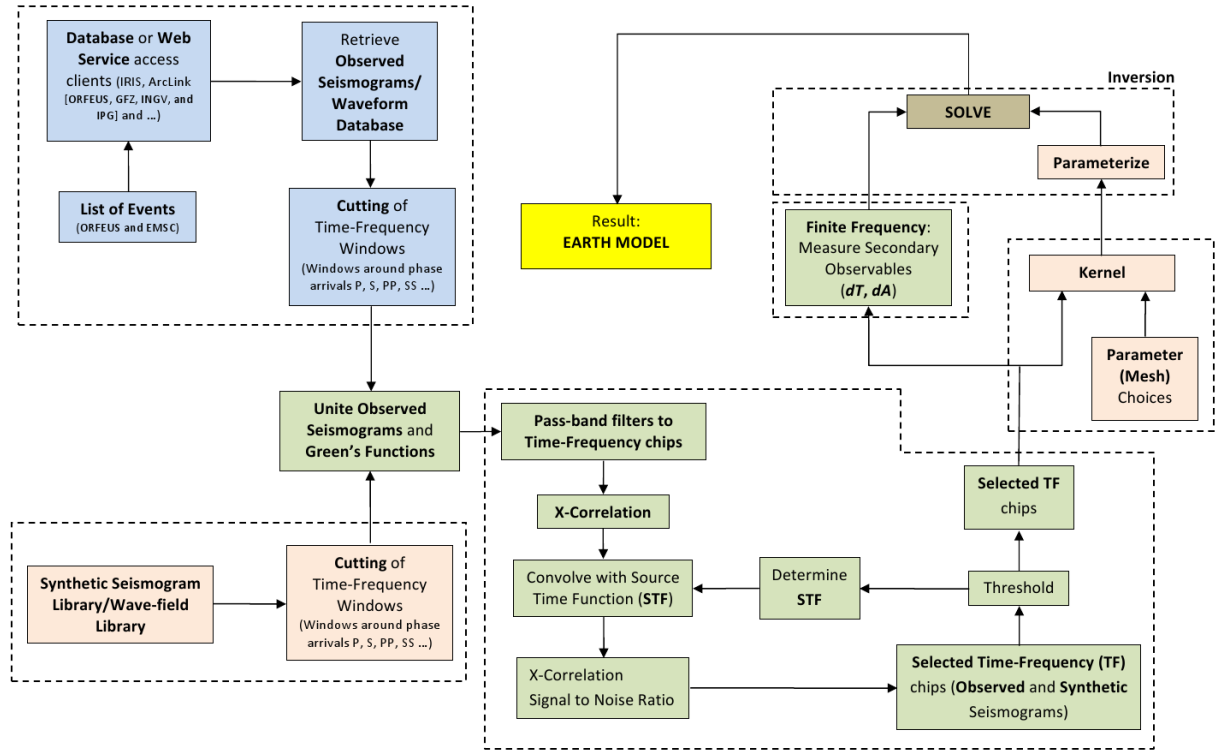 Database or Web
Service access
clients (IRIS, ArcLink
[ORFEUS, GFZ, INGV, and
IPG] and ...)
Retrieve
Observed
Seismograms/
Waveform
Database
List of Events
(ORFEUS and EMSC)
Cutting of
Time-Frequency
Windows
(Windows around phase
arrivals P, S, PP, SS ...)
Result:
EARTH MODEL
Inversion
SOLVE
Parameterize
Finite Frequency:
Measure Secondary
Observables
(dT, dA)
Kernel
Parameter
(Mesh)
Choices
Unite Observed
Seismograms and
Green's Functions
Pass-band filters to
Time-Frequency chips
X-Correlation
Convolve with Source
Time Function (STF)
Determine
STF
Threshold
Selected TF
chips
X-Correlation
Signal to Noise Ratio
Selected Time-Frequency (TF)
chips (Observed and Synthetic
Seismograms)
Synthetic Seismogram
Library/Wave-field
Library
Cutting of
Time-Frequency
Windows
(Windows around phase
arrivals P, S, PP, SS ...)